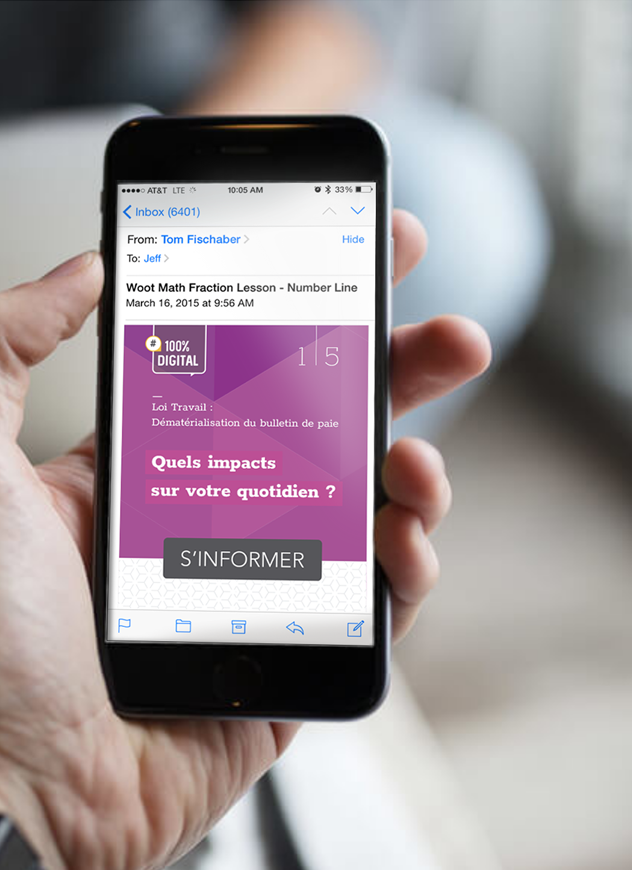 AT&T LTE 10:05 AM 33%
Inbox (6401)
From: Tom Fischaber Hide
To: Jeff
Woot Math Fraction Lesson - Number Line
March 16, 2015 at 9:56 AM
# 100%
DIGITAL
1|5
Loi Travail :
Dématérialisation du bulletin de paie
Quels impacts
sur votre quotidien ?
S'INFORMER